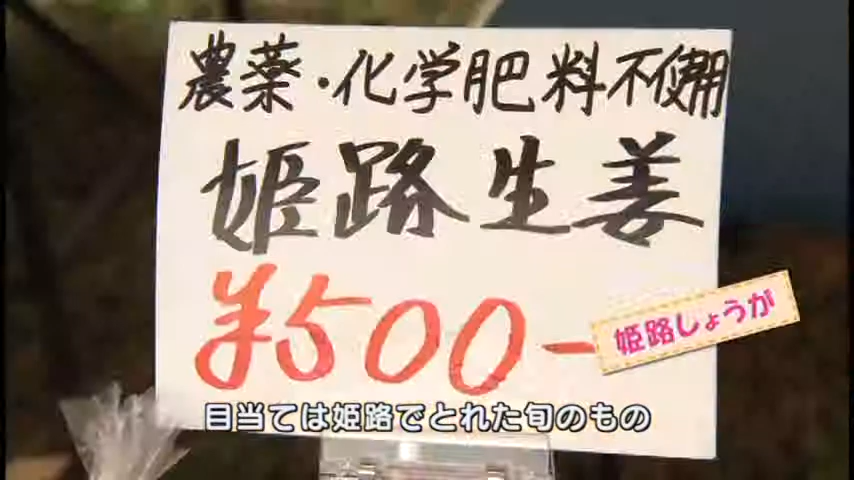 農薬・化学肥料不使用
姫路生姜
¥500-
姫路しょうが
目当ては姫路でとれた旬のもの